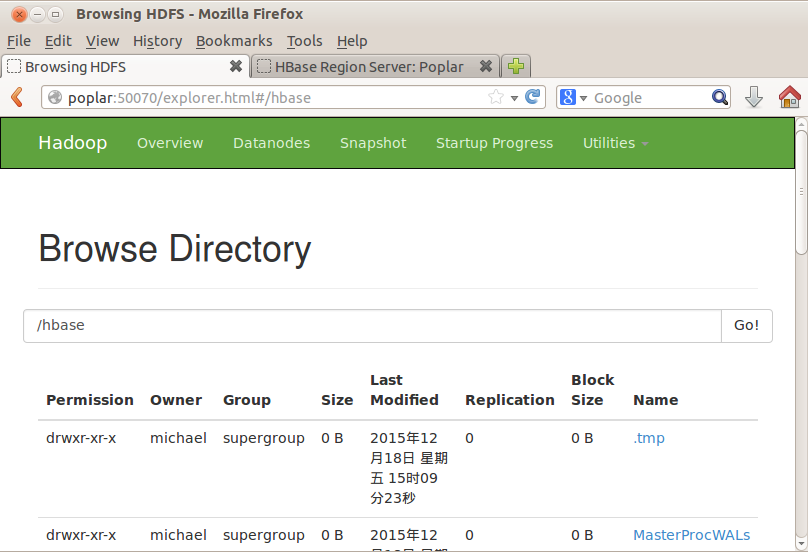 Browsing HDFS - Mozilla Firefox
File Edit View History Bookmarks Tools Help
Browsing HDFS HBase Region Server: Poplar
poplar:50070/explorer.html#/hbase Google
Hadoop Overview Datanodes Snapshot Startup Progress Utilities
Browse Directory
/hbase Go!
Permission Owner Group Size Last Modified Replication Block Size Name
drwxr-xr-x michael supergroup 0 B 2015年12 0 0 B .tmp
月18日 星期
五 15时09
分23秒
drwxr-xr-x michael supergroup 0 B 2015年12 0 0 B MasterProcWALs